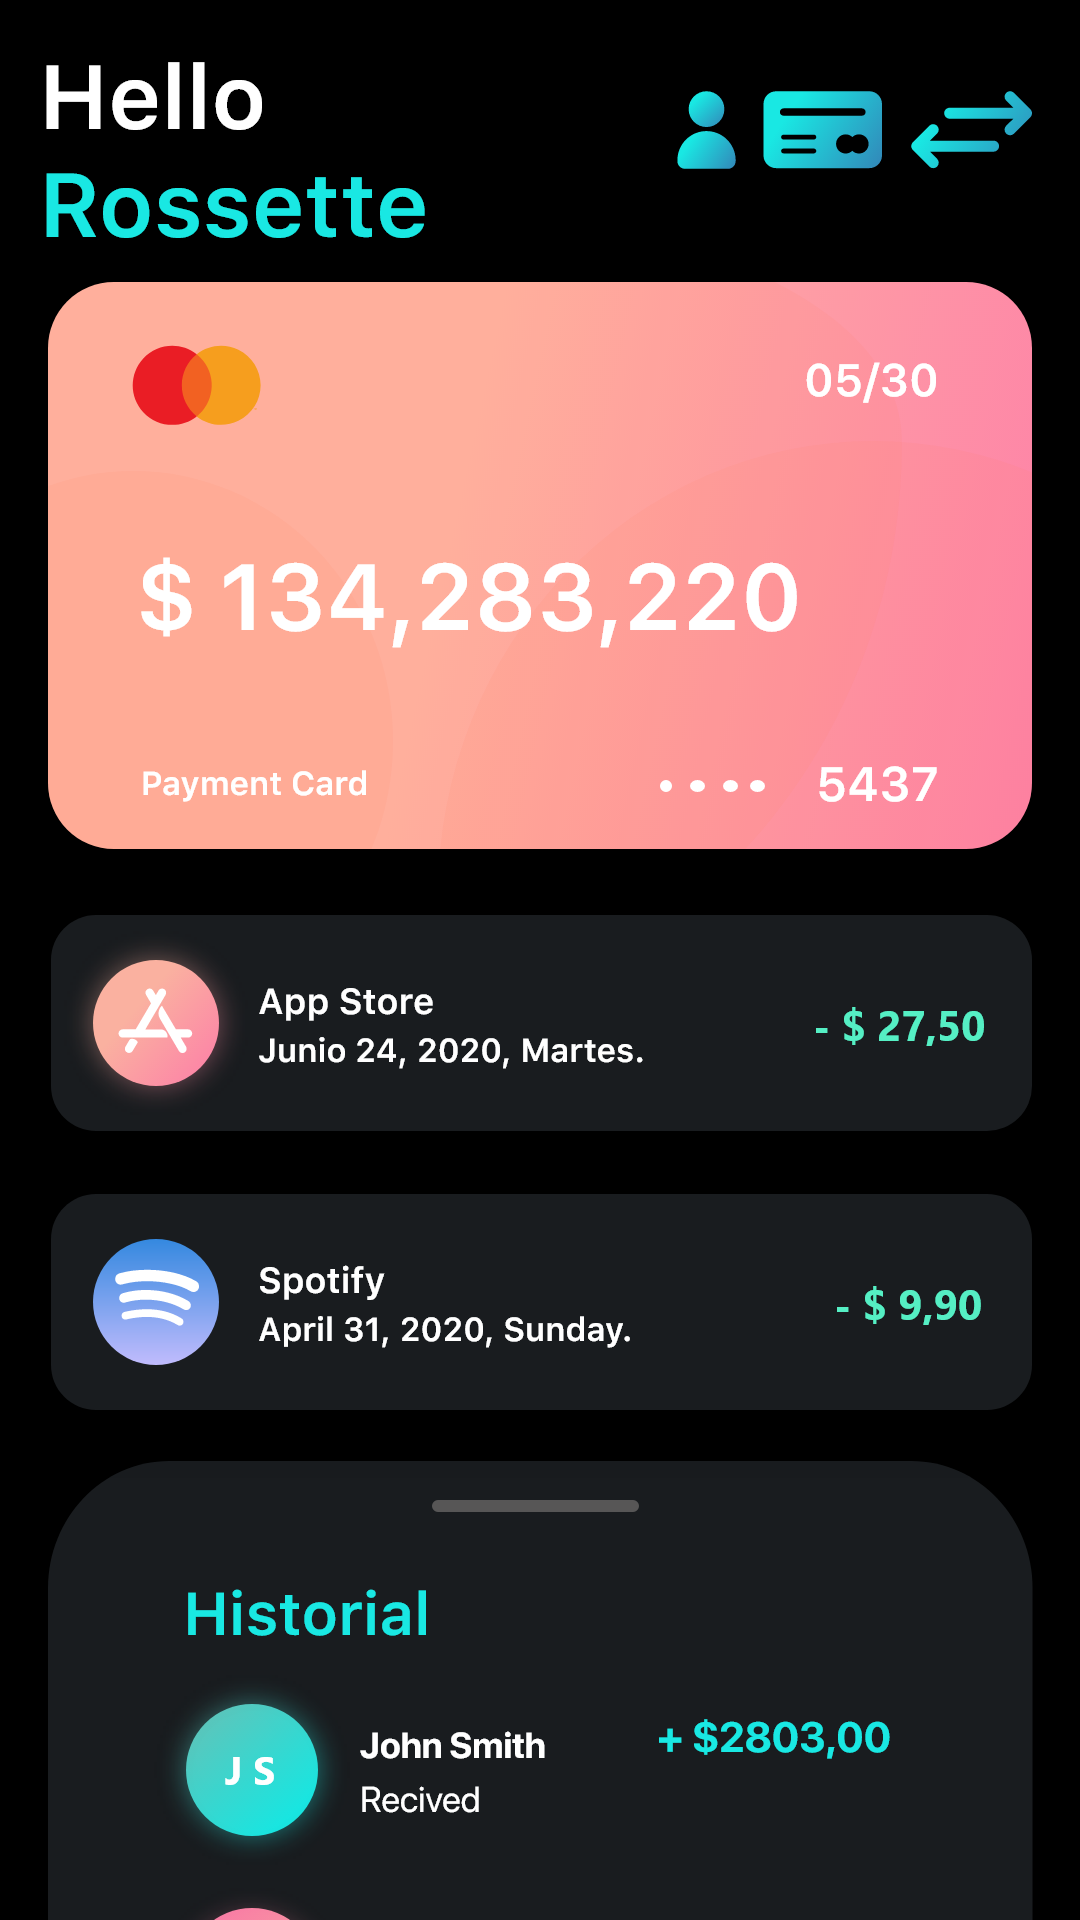 Hello
Rossette
05/30
$ 134,283,220
Payment Card
•••• 5437
App Store
Junio 24, 2020, Martes.
- $ 27,50
Spotify
April 31, 2020, Sunday.
- $ 9,90
Historial
J S
John Smith
+ $2803,00
Recived